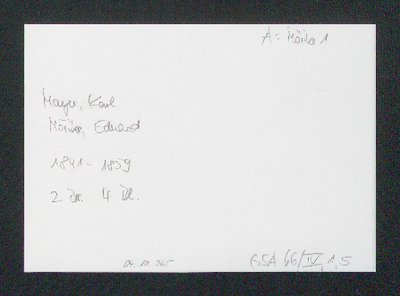 A: Mörike 1
Mayer, Karl
Mörike, Eduard
1841 - 1859
2 Br. 4 Bl.
GSA 66/IV, 1, 5